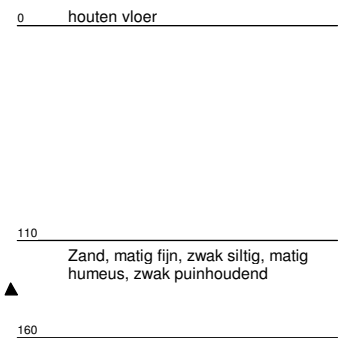 0 houten vloer
110
Zand, matig fijn, zwak siltig, matig
humeus, zwak puinhoudend
160